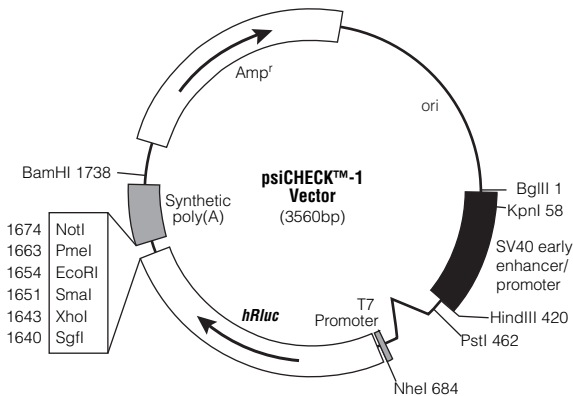 Ampʳ
ori
BamHI 1738
psiCHECK™-1
Vector
(3560bp)
BglII 1
KpnI 58
Synthetic
poly(A)
SV40 early
enhancer/
promoter
1674 NotI
1663 PmeI
1654 EcoRI
1651 SmaI
1643 XhoI
1640 SgfI
hRluc
T7
Promoter
HindIII 420
PstI 462
NheI 684